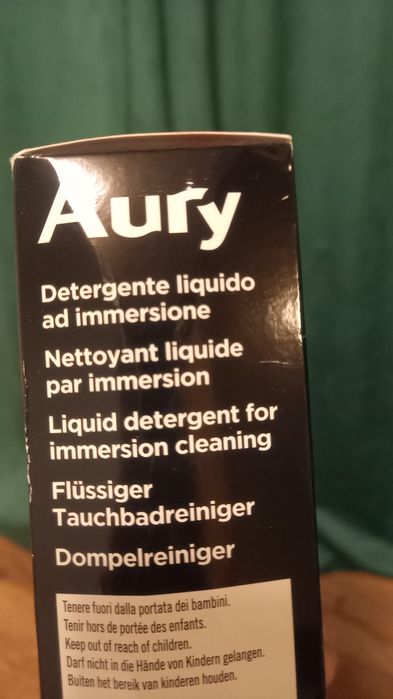 Aury
Detergente liquido
ad immersione
Nettoyant liquide
par immersion
Liquid detergent for
immersion cleaning
Flüssiger
Tauchbadreiniger
Dompelreiniger
Tenere fuori dalla portata dei bambini.
Tenir hors de portée des enfants.
Keep out of reach of children.
Darf nicht in die Hände von Kindern gelangen.
Buiten het bereik van kinderen houden.